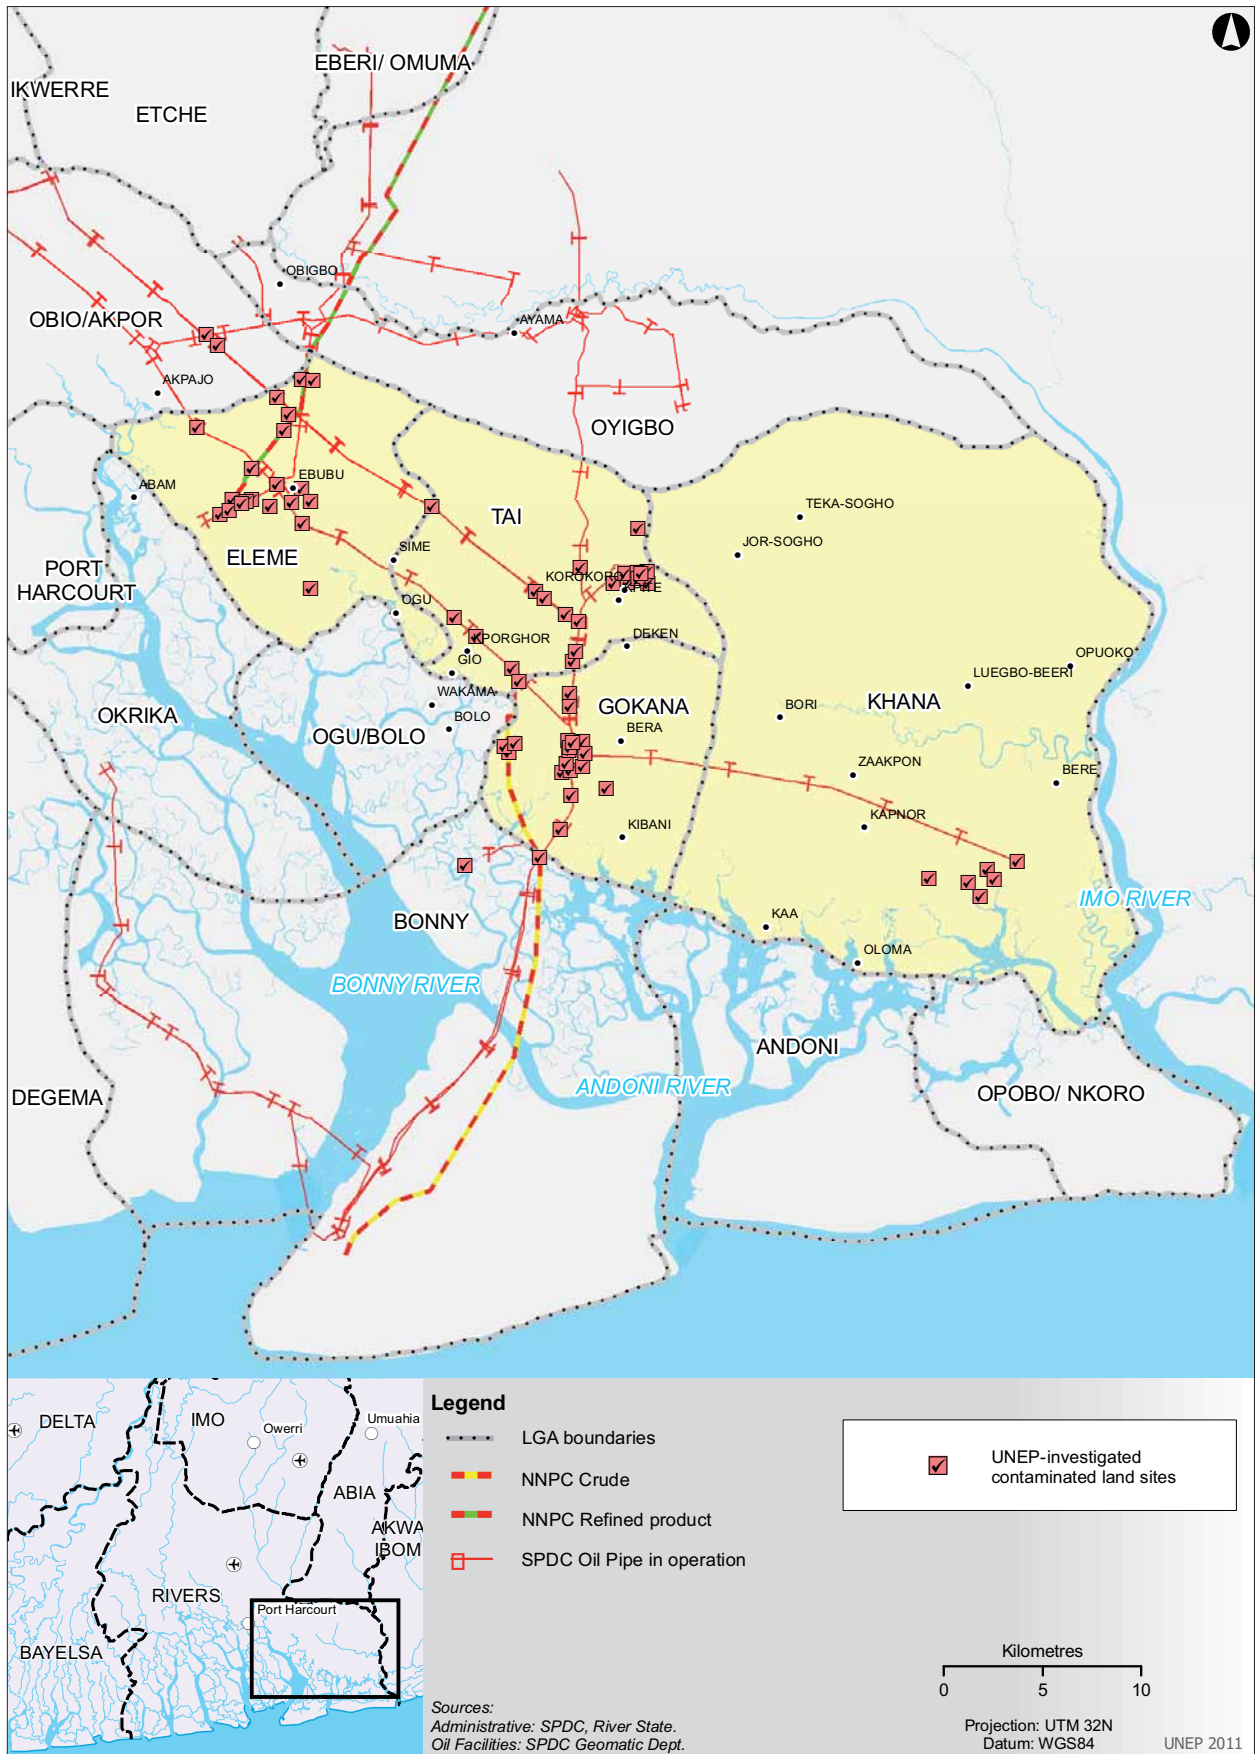 EBERI/ OMUMA
IKWERRE
ETCHE
OBIGBO
OBIO/AKPOR
AYAMA
AKPAJO
OYIGBO
EBUBU
ABAM
TEKA-SOGHO
TAI
JOR-SOGHO
SIME
ELEME
PORT
HARCOURT
KOROKORO
KPITE
OGU
DEKEN
KPORGHOR
GIO
OPUOKO
LUEGBO-BEERI
WAKAMA
KHANA
GOKANA
BORI
OKRIKA
BOLO
OGU/BOLO
BERA
ZAAKPON
BERE
KAPNOR
KIBANI
IMO RIVER
BONNY
KAA
OLOMA
BONNY RIVER
ANDONI
ANDONI RIVER
OPOBO/ NKORO
DEGEMA
DELTA
IMO
Owerri
Umuahia
ABIA
AKWA
IBOM
RIVERS
Port Harcourt
BAYELSA
Legend
LGA boundaries
NNPC Crude
NNPC Refined product
SPDC Oil Pipe in operation
UNEP-investigated
contaminated land sites
Kilometres
0 5 10
Sources:
Administrative: SPDC, River State.
Oil Facilities: SPDC Geomatic Dept.
Projection: UTM 32N
Datum: WGS84
UNEP 2011